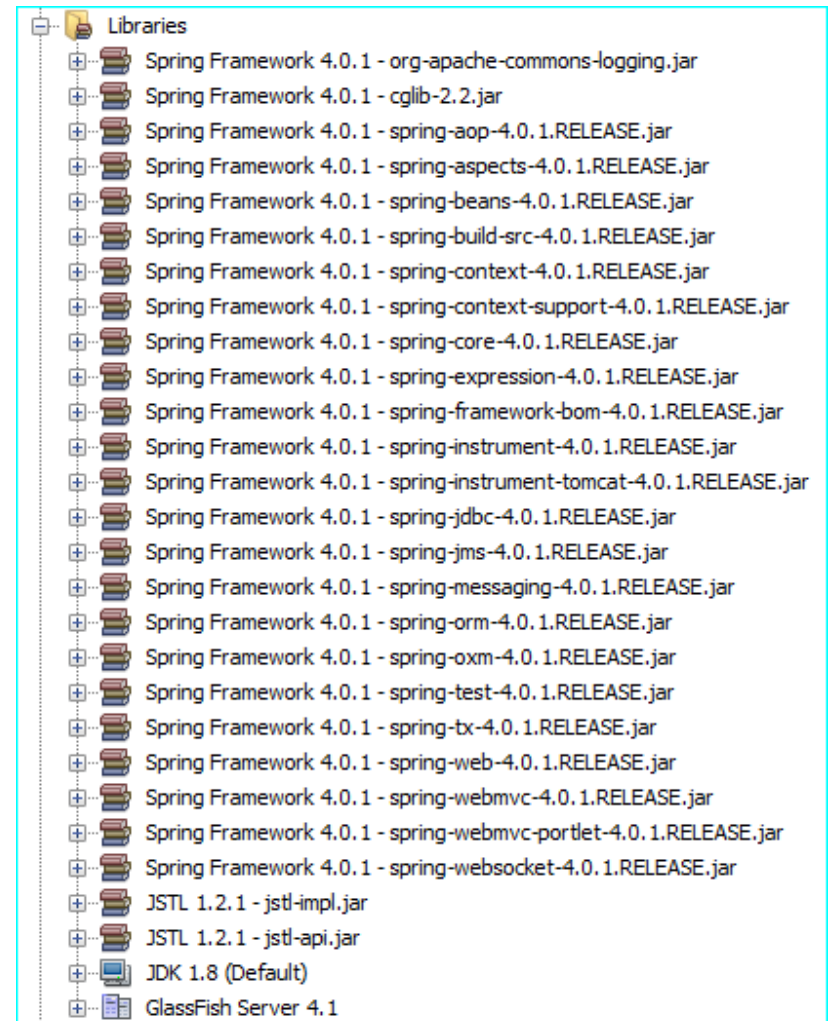 Libraries
Spring Framework 4.0.1 - org-apache-commons-logging.jar
Spring Framework 4.0.1 - cglib-2.2.jar
Spring Framework 4.0.1 - spring-aop-4.0.1.RELEASE.jar
Spring Framework 4.0.1 - spring-aspects-4.0.1.RELEASE.jar
Spring Framework 4.0.1 - spring-beans-4.0.1.RELEASE.jar
Spring Framework 4.0.1 - spring-build-src-4.0.1.RELEASE.jar
Spring Framework 4.0.1 - spring-context-4.0.1.RELEASE.jar
Spring Framework 4.0.1 - spring-context-support-4.0.1.RELEASE.jar
Spring Framework 4.0.1 - spring-core-4.0.1.RELEASE.jar
Spring Framework 4.0.1 - spring-expression-4.0.1.RELEASE.jar
Spring Framework 4.0.1 - spring-framework-bom-4.0.1.RELEASE.jar
Spring Framework 4.0.1 - spring-instrument-4.0.1.RELEASE.jar
Spring Framework 4.0.1 - spring-instrument-tomcat-4.0.1.RELEASE.jar
Spring Framework 4.0.1 - spring-jdbc-4.0.1.RELEASE.jar
Spring Framework 4.0.1 - spring-jms-4.0.1.RELEASE.jar
Spring Framework 4.0.1 - spring-messaging-4.0.1.RELEASE.jar
Spring Framework 4.0.1 - spring-orm-4.0.1.RELEASE.jar
Spring Framework 4.0.1 - spring-oxm-4.0.1.RELEASE.jar
Spring Framework 4.0.1 - spring-test-4.0.1.RELEASE.jar
Spring Framework 4.0.1 - spring-tx-4.0.1.RELEASE.jar
Spring Framework 4.0.1 - spring-web-4.0.1.RELEASE.jar
Spring Framework 4.0.1 - spring-webmvc-4.0.1.RELEASE.jar
Spring Framework 4.0.1 - spring-webmvc-portlet-4.0.1.RELEASE.jar
Spring Framework 4.0.1 - spring-websocket-4.0.1.RELEASE.jar
JSTL 1.2.1 - jstl-impl.jar
JSTL 1.2.1 - jstl-api.jar
JDK 1.8 (Default)
GlassFish Server 4.1